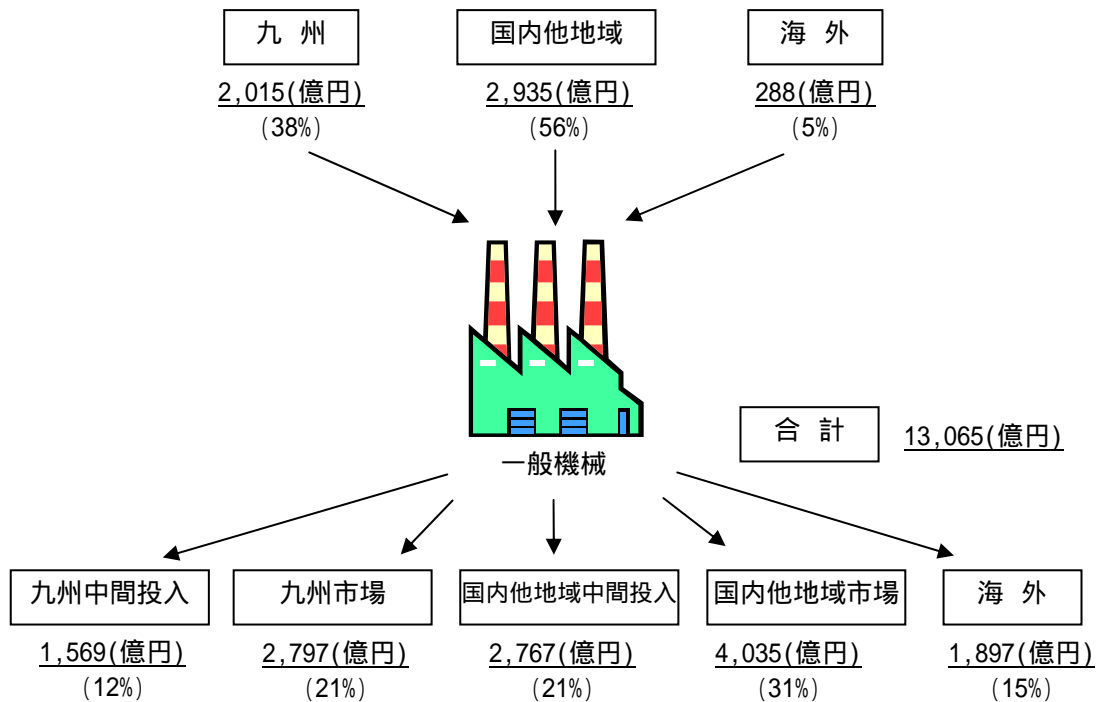 九 州 国内他地域 海 外
2,015(億円) 2,935(億円) 288(億円)
(38%) (56%) (5%)
合 計 13,065(億円)
一般機械
九州中間投入 九州市場 国内他地域中間投入 国内他地域市場 海 外
1,569(億円) 2,797(億円) 2,767(億円) 4,035(億円) 1,897(億円)
(12%) (21%) (21%) (31%) (15%)